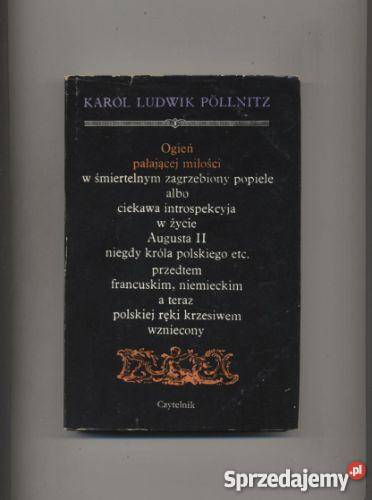 KAROL LUDWIK PÖLLNITZ
Ogień
pałającej miłości
w śmiertelnym zagrzebiony popiele
albo
ciekawa introspekcyja
w życie
Augusta II
niegdy króla polskiego etc.
przedtem
francuskim, niemieckim
a teraz
polskiej ręki krzesiwem
wzniecony
Czytelnik
Sprzedajemy.pl